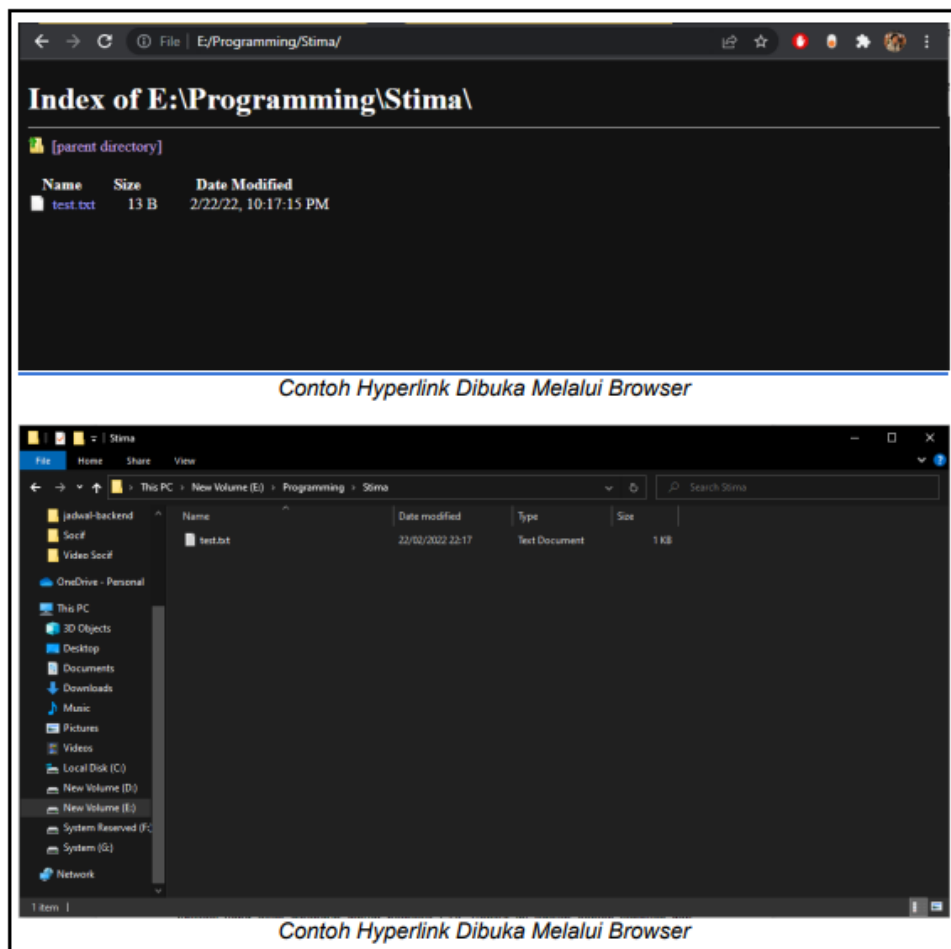 File | E:/Programming/Stima/
Index of E:\Programming\Stima\
[parent directory]
Name Size Date Modified
test.txt 13 B 2/22/22, 10:17:15 PM
Contoh Hyperlink Dibuka Melalui Browser
Stima
File Home Share View
This PC > New Volume (E:) > Programming > Stima
Search Stima
Name Date modified Type Size
test.txt 22/02/2022 22:17 Text Document 1 KB
jadwal-backend
Socif
Video Socif
OneDrive - Personal
This PC
3D Objects
Desktop
Documents
Downloads
Music
Pictures
Videos
Local Disk (C:)
New Volume (D:)
New Volume (E:)
System Reserved (F:)
System (G:)
Network
1 item
Contoh Hyperlink Dibuka Melalui Browser